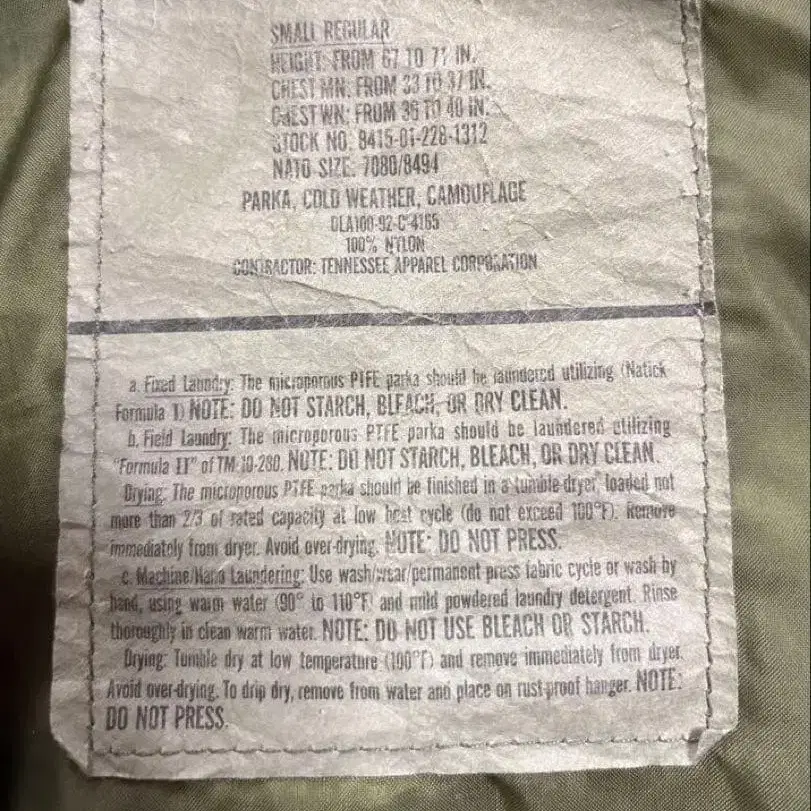 SMALL REGULAR
HEIGHT: FROM 67 TO 71 IN.
CHEST MN: FROM 33 TO 37 IN.
CHEST WN: FROM 36 TO 40 IN.
STOCK NO. 8415-01-228-1312
NATO SIZE: 7080/8494
PARKA, COLD WEATHER, CAMOUFLAGE
DLA100-92-C-4165
100% NYLON
CONTRACTOR: TENNESSEE APPAREL CORPORATION
a. Fixed Laundry: The microporous PTFE parka should be laundered utilizing (Natick
Formula 1) NOTE: DO NOT STARCH, BLEACH, OR DRY CLEAN.
b. Field Laundry: The microporous PTFE parka should be laundered utilizing
"Formula II" of TM-10-280. NOTE: DO NOT STARCH, BLEACH, OR DRY CLEAN.
Drying: The microporous PTFE parka should be finished in a tumble-dryer, loaded not
more than 2/3 of rated capacity at low heat cycle (do not exceed 100°F). Remove
immediately from dryer. Avoid over-drying. NOTE: DO NOT PRESS.
c. Machine/Hand Laundering: Use wash/wear/permanent press fabric cycle or wash by
hand, using warm water (90° to 110°F) and mild powdered laundry detergent. Rinse
thoroughly in clean warm water. NOTE: DO NOT USE BLEACH OR STARCH.
Drying: Tumble dry at low temperature (100°F) and remove immediately from dryer.
Avoid over-drying. To drip dry, remove from water and place on rust-proof hanger. NOTE:
DO NOT PRESS.